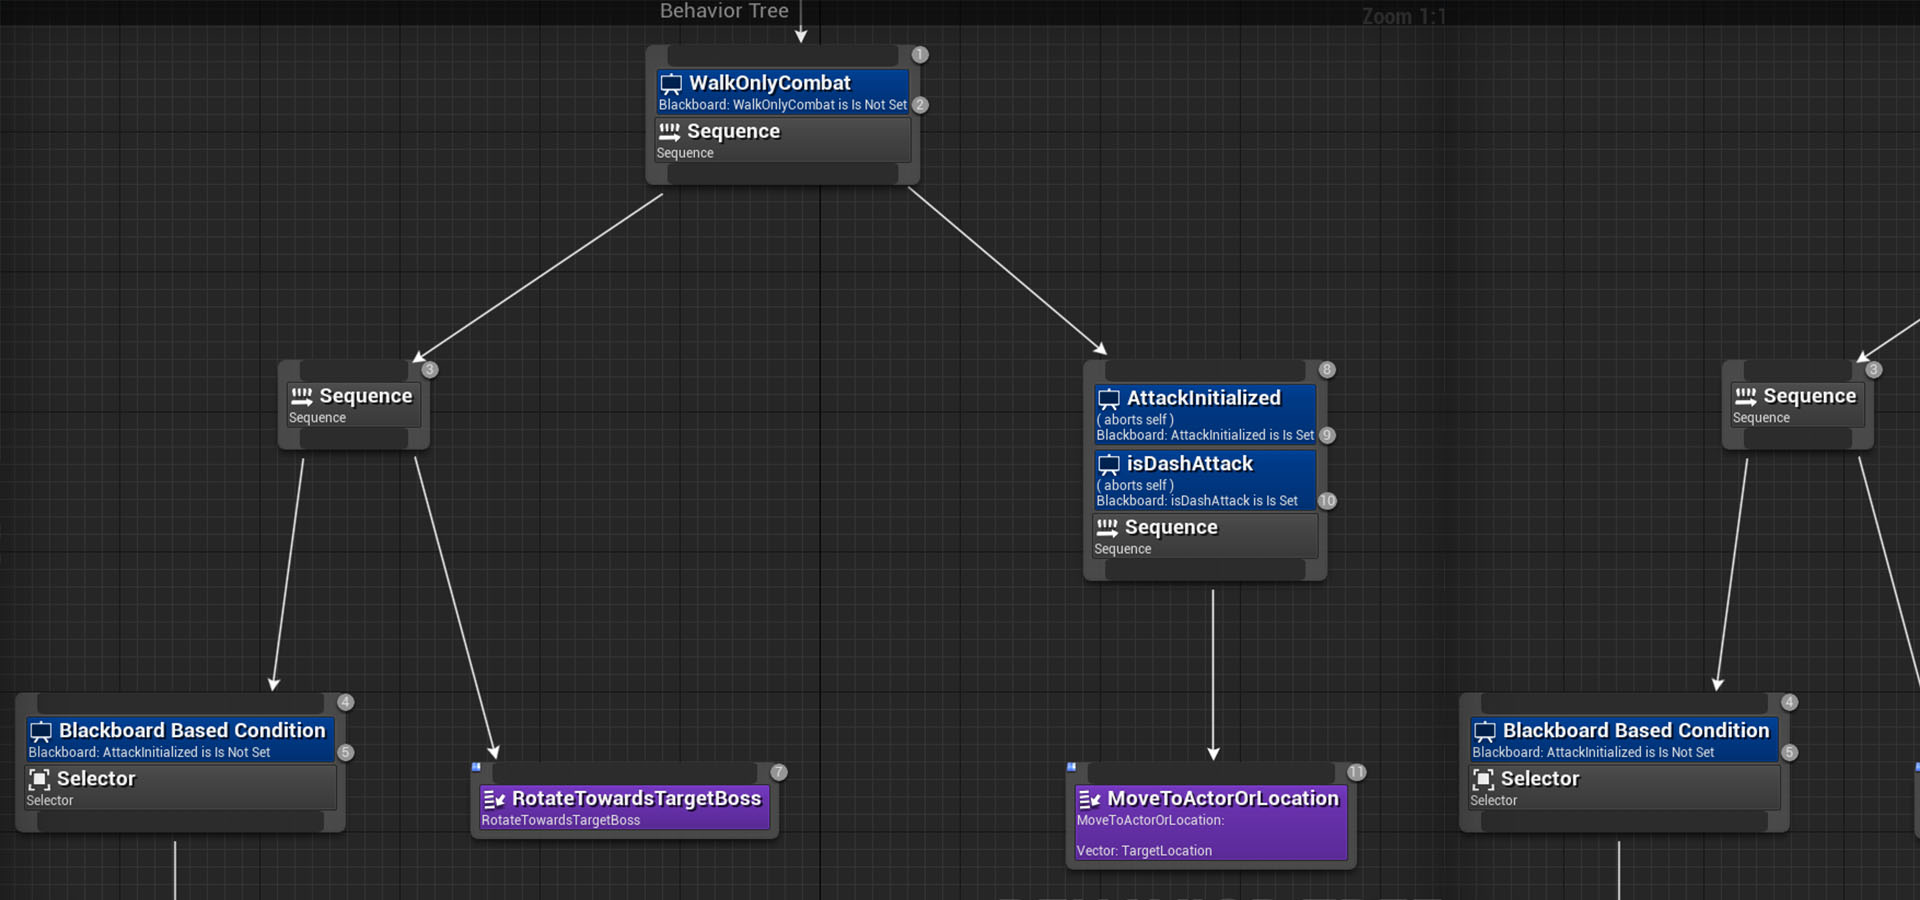 Behavior Tree
Zoom 1:1
1
WalkOnlyCombat
Blackboard: WalkOnlyCombat is Is Not Set
2
Sequence
Sequence
3
Sequence
Sequence
8
AttackInitialized
( aborts self )
Blackboard: AttackInitialized is Is Set
9
isDashAttack
( aborts self )
Blackboard: isDashAttack is Is Set
10
Sequence
Sequence
3
Sequence
Sequence
4
Blackboard Based Condition
Blackboard: AttackInitialized is Is Not Set
5
Selector
Selector
7
RotateTowardsTargetBoss
RotateTowardsTargetBoss
11
MoveToActorOrLocation
MoveToActorOrLocation:
Vector: TargetLocation
4
Blackboard Based Condition
Blackboard: AttackInitialized is Is Not Set
5
Selector
Selector